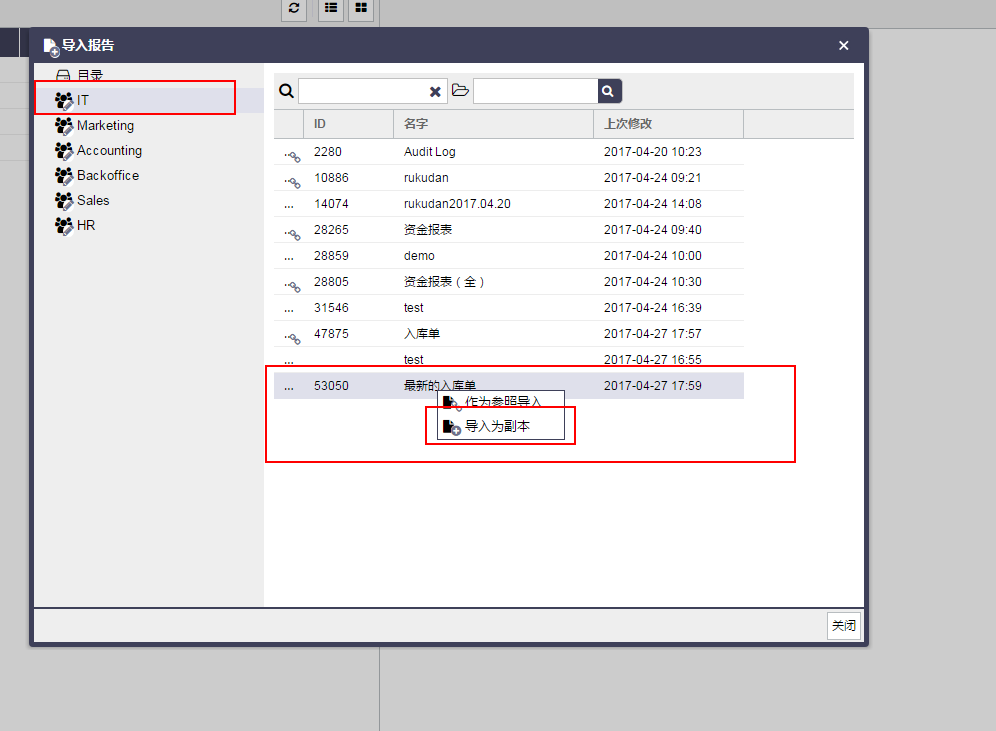 导入报告
目录
IT
Marketing
Accounting
Backoffice
Sales
HR
ID 名字 上次修改
2280 Audit Log 2017-04-20 10:23
10886 rukudan 2017-04-24 09:21
... 14074 rukudan2017.04.20 2017-04-24 14:08
28265 资金报表 2017-04-24 09:40
... 28859 demo 2017-04-24 10:00
28805 资金报表（全） 2017-04-24 10:30
... 31546 test 2017-04-24 16:39
47875 入库单 2017-04-27 17:57
... test 2017-04-27 16:55
... 53050 最新的入库单 2017-04-27 17:59
作为参照导入
导入为副本
关闭